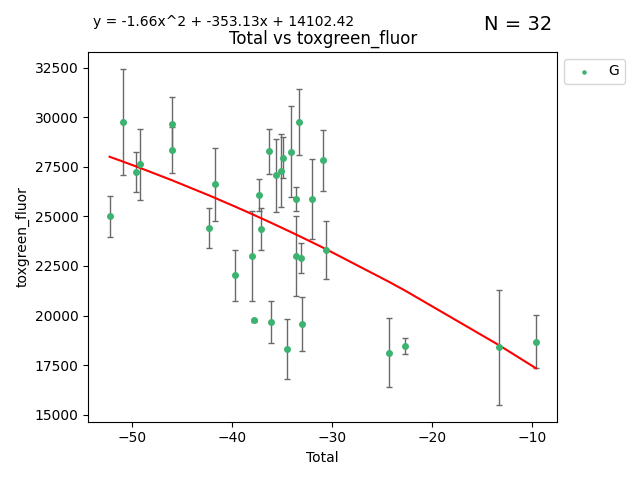 y = -1.66x^2 + -353.13x + 14102.42
N = 32
Total vs toxgreen_fluor
G
toxgreen_fluor
32500
30000
27500
25000
22500
20000
17500
15000
−50
−40
−30
−20
−10
Total